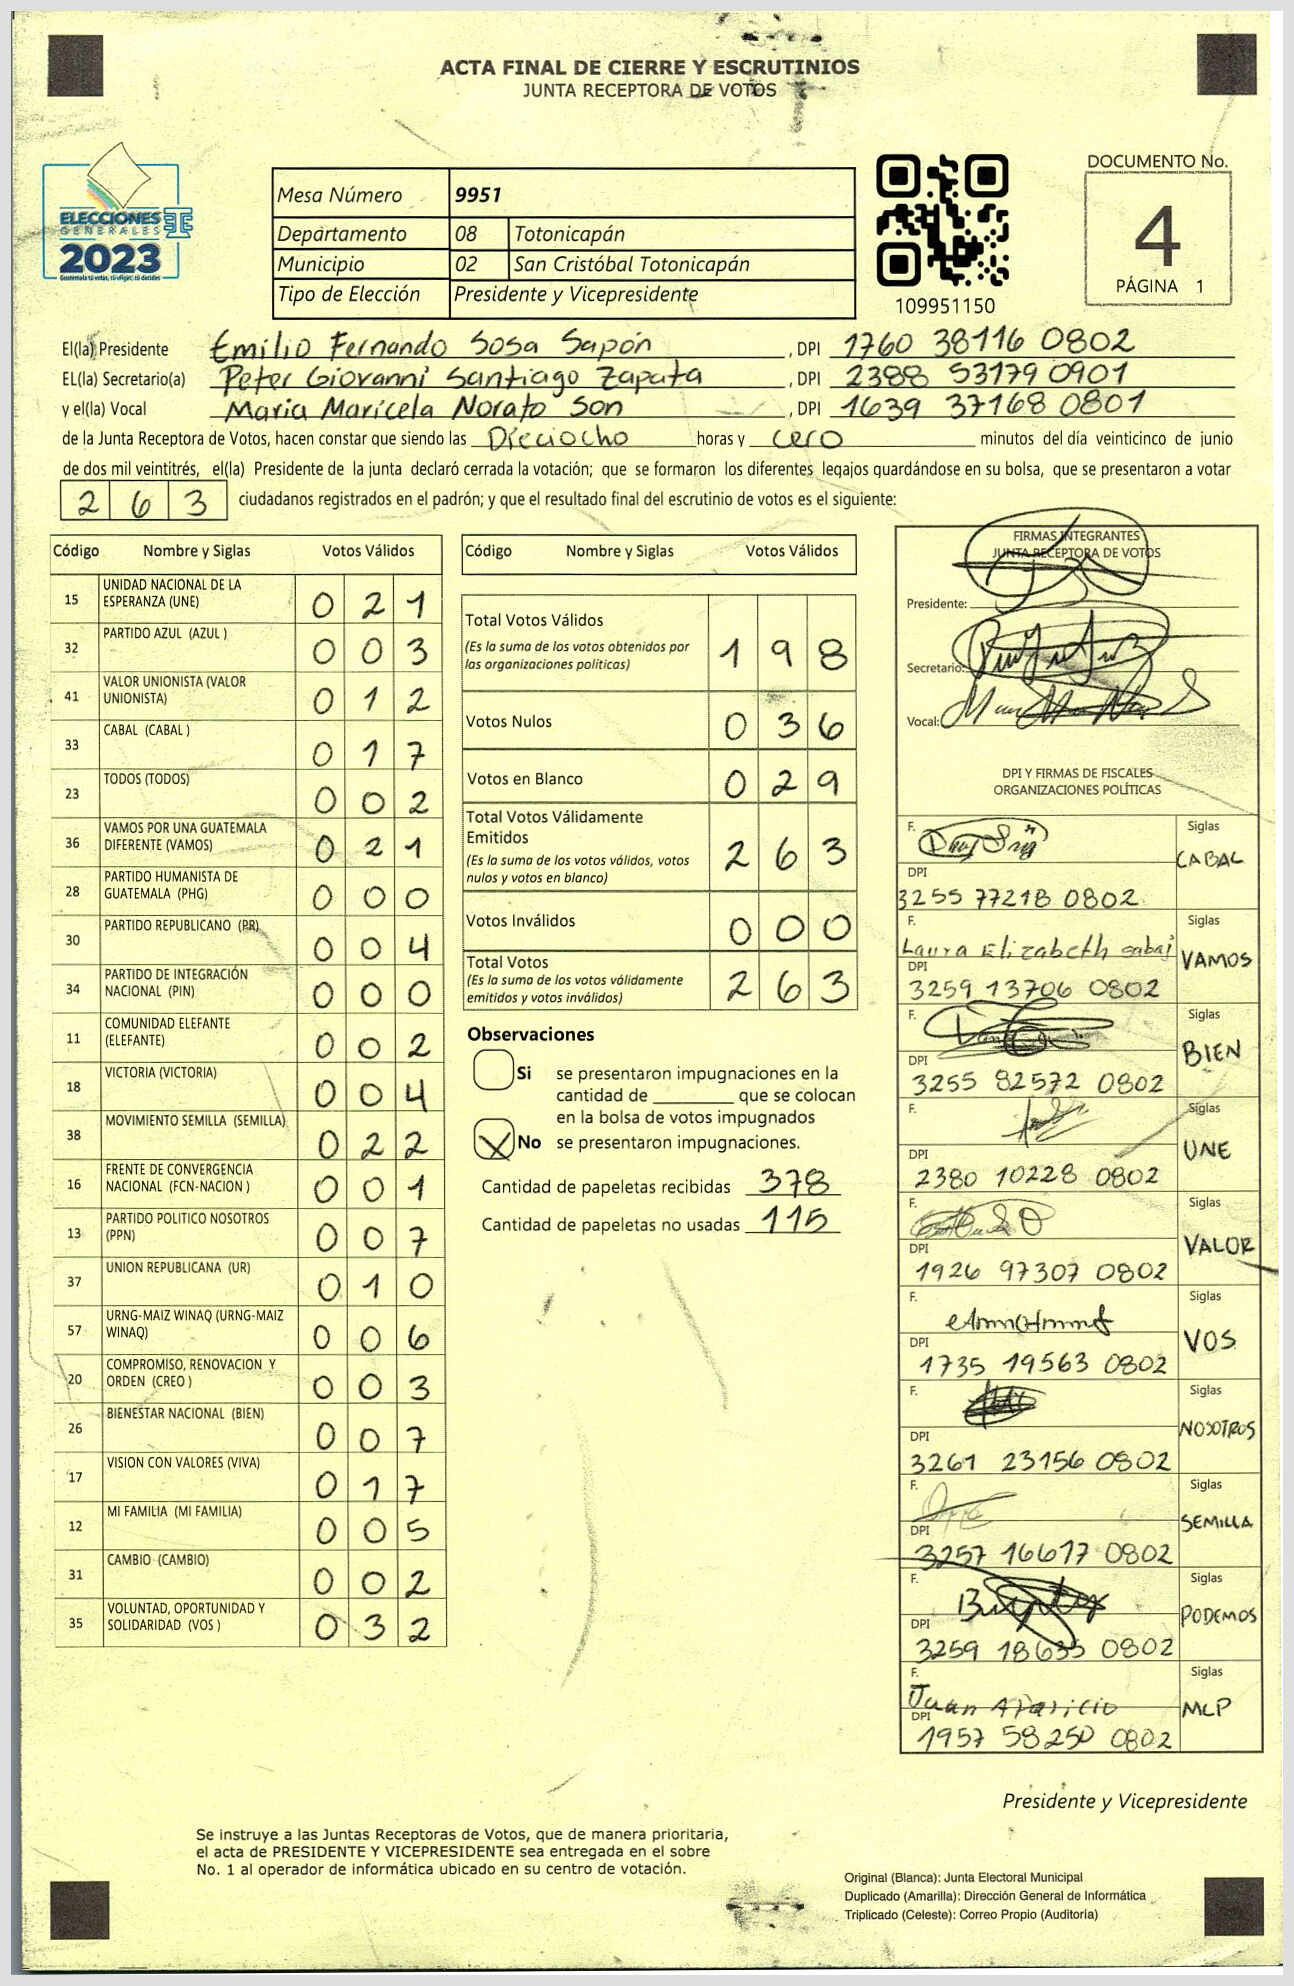 ACTA FINAL DE CIERRE Y ESCRUTINIOS
JUNTA RECEPTORA DE VOTOS
ELECCIONES
GENERALES
2023
Guatemala tú votas, tú eliges, tú decides
Mesa Número 9951
Departamento 08 Totonicapán
Municipio 02 San Cristóbal Totonicapán
Tipo de Elección Presidente y Vicepresidente
109951150
DOCUMENTO No.
4
PÁGINA 1
El(la) Presidente Emilio Fernando Sosa Sapón , DPI 1760 38116 0802
EL(la) Secretario(a) Peter Giovanni Santiago Zapata , DPI 2388 53179 0901
y el(la) Vocal Maria Maricela Norato Son , DPI 1639 37168 0801
de la Junta Receptora de Votos, hacen constar que siendo las Dieciocho horas y cero minutos del día veinticinco de junio
de dos mil veintitrés, el(la) Presidente de la junta declaró cerrada la votación; que se formaron los diferentes legajos guardándose en su bolsa, que se presentaron a votar
263 ciudadanos registrados en el padrón; y que el resultado final del escrutinio de votos es el siguiente:
Código Nombre y Siglas Votos Válidos
15 UNIDAD NACIONAL DE LA ESPERANZA (UNE) 0 2 1
32 PARTIDO AZUL (AZUL ) 0 0 3
41 VALOR UNIONISTA (VALOR UNIONISTA) 0 1 2
33 CABAL (CABAL ) 0 1 7
23 TODOS (TODOS) 0 0 2
36 VAMOS POR UNA GUATEMALA DIFERENTE (VAMOS) 0 2 1
28 PARTIDO HUMANISTA DE GUATEMALA (PHG) 0 0 0
30 PARTIDO REPUBLICANO (PR) 0 0 4
34 PARTIDO DE INTEGRACIÓN NACIONAL (PIN) 0 0 0
11 COMUNIDAD ELEFANTE (ELEFANTE) 0 0 2
18 VICTORIA (VICTORIA) 0 0 4
38 MOVIMIENTO SEMILLA (SEMILLA) 0 2 2
16 FRENTE DE CONVERGENCIA NACIONAL (FCN-NACION ) 0 0 1
13 PARTIDO POLITICO NOSOTROS (PPN) 0 0 7
37 UNION REPUBLICANA (UR) 0 1 0
57 URNG-MAIZ WINAQ (URNG-MAIZ WINAQ) 0 0 6
20 COMPROMISO, RENOVACION Y ORDEN (CREO ) 0 0 3
26 BIENESTAR NACIONAL (BIEN) 0 0 7
17 VISION CON VALORES (VIVA) 0 1 7
12 MI FAMILIA (MI FAMILIA) 0 0 5
31 CAMBIO (CAMBIO) 0 0 2
35 VOLUNTAD, OPORTUNIDAD Y SOLIDARIDAD (VOS ) 0 3 2
Código Nombre y Siglas Votos Válidos
Total Votos Válidos
(Es la suma de los votos obtenidos por las organizaciones políticas) 1 9 8
Votos Nulos 0 3 6
Votos en Blanco 0 2 9
Total Votos Válidamente Emitidos
(Es la suma de los votos válidos, votos nulos y votos en blanco) 2 6 3
Votos Inválidos 0 0 0
Total Votos
(Es la suma de los votos válidamente emitidos y votos inválidos) 2 6 3
Observaciones
Si se presentaron impugnaciones en la
cantidad de ________ que se colocan
en la bolsa de votos impugnados
X No se presentaron impugnaciones.
Cantidad de papeletas recibidas 378
Cantidad de papeletas no usadas 115
FIRMAS INTEGRANTES
JUNTA RECEPTORA DE VOTOS
Presidente:
Secretario:
Vocal:
DPI Y FIRMAS DE FISCALES
ORGANIZACIONES POLÍTICAS
F. Siglas CABAL
DPI 3255 77218 0802
F. Laura Elizabeth Siglas VAMOS
DPI 3259 13706 0802
F. Siglas BIEN
DPI 3255 82572 0802
F. Siglas UNE
DPI 2380 10228 0802
F. Siglas VALOR
DPI 1926 97307 0802
F. Siglas VOS
DPI 1735 19563 0802
F. Siglas NOSOTROS
DPI 3261 23156 0802
F. Siglas SEMILLA
DPI 3257 16617 0802
F. Siglas PODEMOS
DPI 3259 18635 0802
F. Juan Aparicio Siglas MLP
DPI 1957 58250 0802
Presidente y Vicepresidente
Se instruye a las Juntas Receptoras de Votos, que de manera prioritaria,
el acta de PRESIDENTE Y VICEPRESIDENTE sea entregada en el sobre
No. 1 al operador de informática ubicado en su centro de votación.
Original (Blanca): Junta Electoral Municipal
Duplicado (Amarilla): Dirección General de Informática
Triplicado (Celeste): Correo Propio (Auditoria)